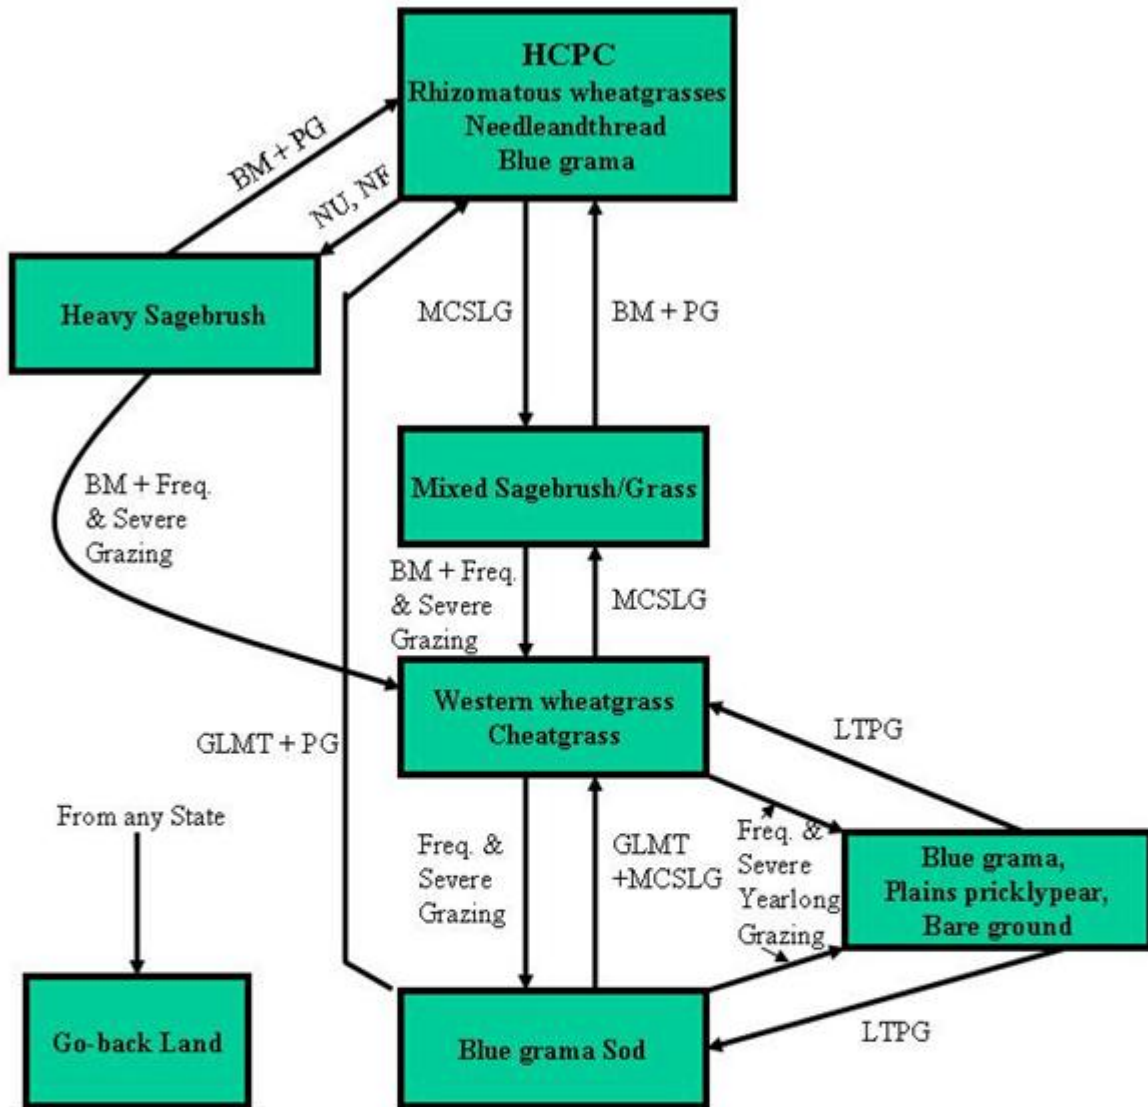 HCPC
Rhizomatous wheatgrasses
Needleandthread
Blue grama
BM + PG
NU, NF
Heavy Sagebrush
MCSLG
BM + PG
Mixed Sagebrush/Grass
BM + Freq.
& Severe
Grazing
BM + Freq.
& Severe
Grazing
MCSLG
Western wheatgrass
Cheatgrass
GLMT + PG
LTPG
From any State
Freq. &
Severe
Grazing
GLMT
+MCSLG
Freq. &
Severe
Yearlong
Grazing
Blue grama,
Plains pricklypear,
Bare ground
Go-back Land
Blue grama Sod
LTPG